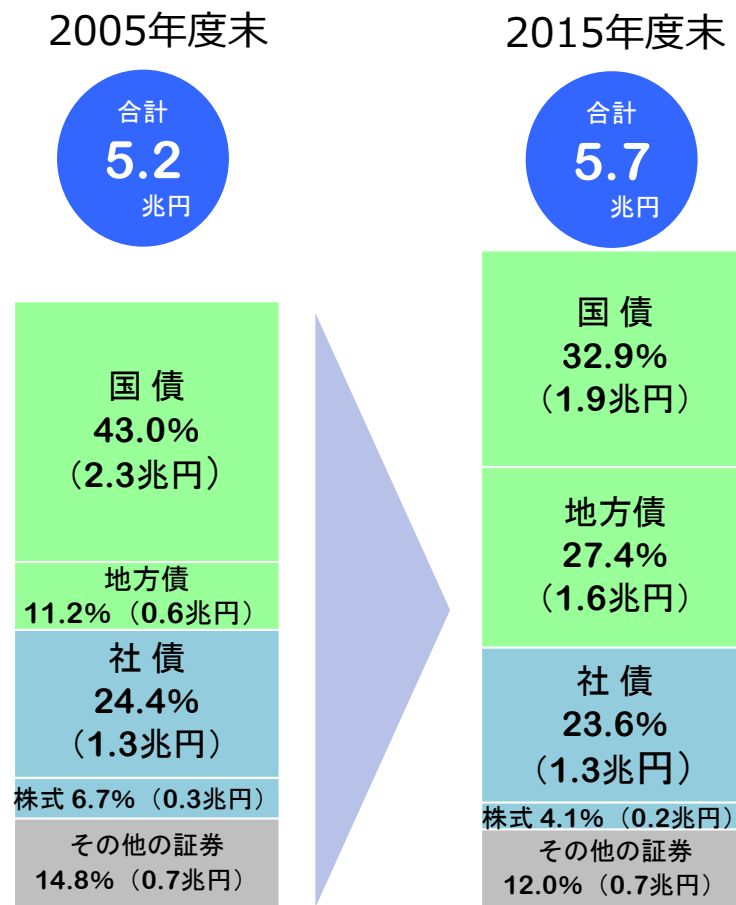 2005年度末
合計
5.2
兆円
国 債
43.0%
（2.3兆円）
地方債
11.2%（0.6兆円）
社 債
24.4%
（1.3兆円）
株式 6.7%（0.3兆円）
その他の証券
14.8%（0.7兆円）
2015年度末
合計
5.7
兆円
国 債
32.9%
（1.9兆円）
地方債
27.4%
（1.6兆円）
社 債
23.6%
（1.3兆円）
株式 4.1%（0.2兆円）
その他の証券
12.0%（0.7兆円）